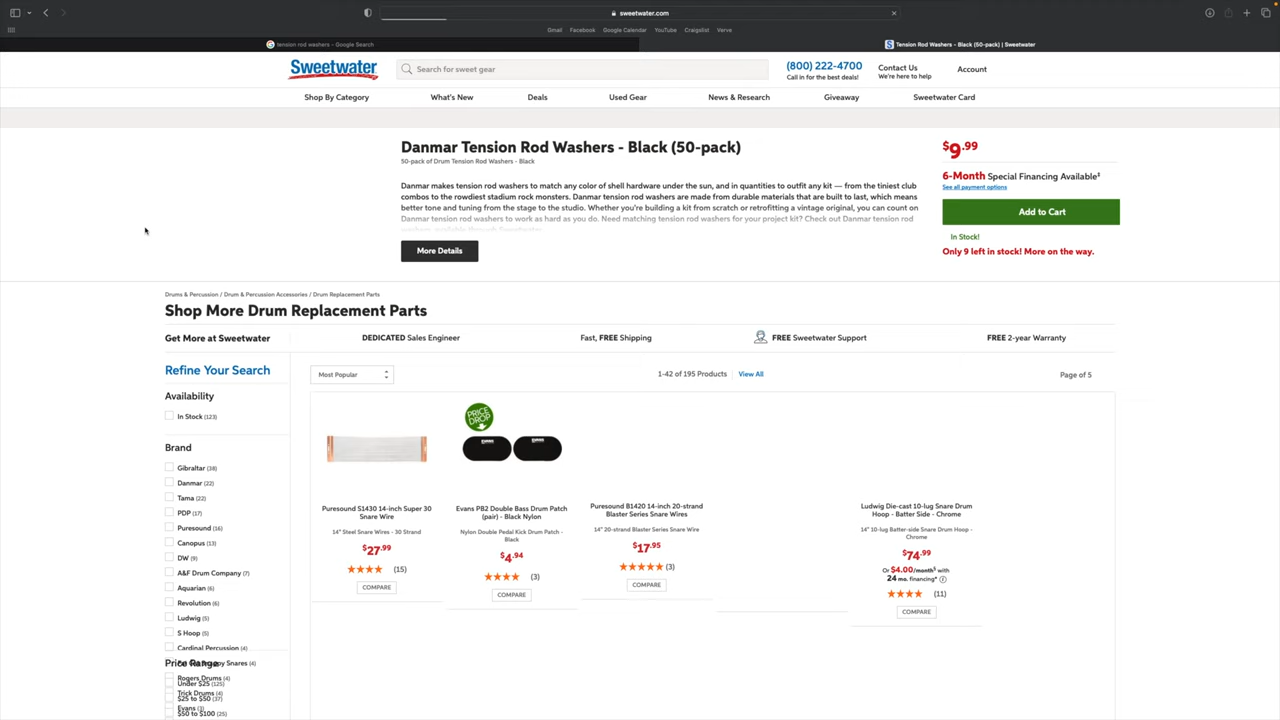 sweetwater.com
Gmail Facebook Google Calendar YouTube Craigslist Verve
tension rod washers - Google Search
Tension Rod Washers - Black (50-pack) | Sweetwater
Sweetwater
Search for sweet gear
(800) 222-4700
Call in for the best deals!
Contact Us
We're here to help
Account
Shop By Category What's New Deals Used Gear News & Research Giveaway Sweetwater Card
Danmar Tension Rod Washers - Black (50-pack)
50-pack of Drum Tension Rod Washers - Black
Danmar makes tension rod washers to match any color of shell hardware under the sun, and in quantities to outfit any kit — from the tiniest club
combos to the rowdiest stadium rock monsters. Danmar tension rod washers are made from durable materials that are built to last, which means
better tone and tuning from the stage to the studio. Whether you're building a kit from scratch or retrofitting a vintage original, you can count on
Danmar tension rod washers to work as hard as you do. Need matching tension rod washers for your project kit? Check out Danmar tension rod
washers, available through Sweetwater.
More Details
$9.99
6-Month Special Financing Available‡
See all payment options
Add to Cart
In Stock!
Only 9 left in stock! More on the way.
Drums & Percussion / Drum & Percussion Accessories / Drum Replacement Parts
Shop More Drum Replacement Parts
Get More at Sweetwater DEDICATED Sales Engineer Fast, FREE Shipping FREE Sweetwater Support FREE 2-year Warranty
Refine Your Search
Availability
In Stock (123)
Brand
Gibraltar (38)
Danmar (22)
Tama (22)
PDP (17)
Puresound (16)
Canopus (13)
DW (9)
A&F Drum Company (7)
Aquarian (6)
Revolution (6)
Ludwig (5)
S Hoop (5)
Cardinal Percussion (4)
Price Range
Snares (4)
Rogers Drums (4)
Under $25 (125)
Trick Drums (4)
$25 to $50 (37)
Evans (3)
$50 to $100 (25)
Most Popular
1-42 of 195 Products View All
Page of 5
Puresound S1430 14-inch Super 30
Snare Wire
14" Steel Snare Wires - 30 Strand
$27.99
(15)
COMPARE
PRICE
DROP
EVANS EVANS
Evans PB2 Double Bass Drum Patch
(pair) - Black Nylon
Nylon Double Pedal Kick Drum Patch -
Black
$4.94
(3)
COMPARE
Puresound B1420 14-inch 20-strand
Blaster Series Snare Wires
14" 20-strand Blaster Series Snare Wire
$17.95
(3)
COMPARE
Ludwig Die-cast 10-lug Snare Drum
Hoop - Batter Side - Chrome
14" 10-lug Batter-side Snare Drum Hoop -
Chrome
$74.99
Or $4.00/month§ with
24 mo. financing*
(11)
COMPARE